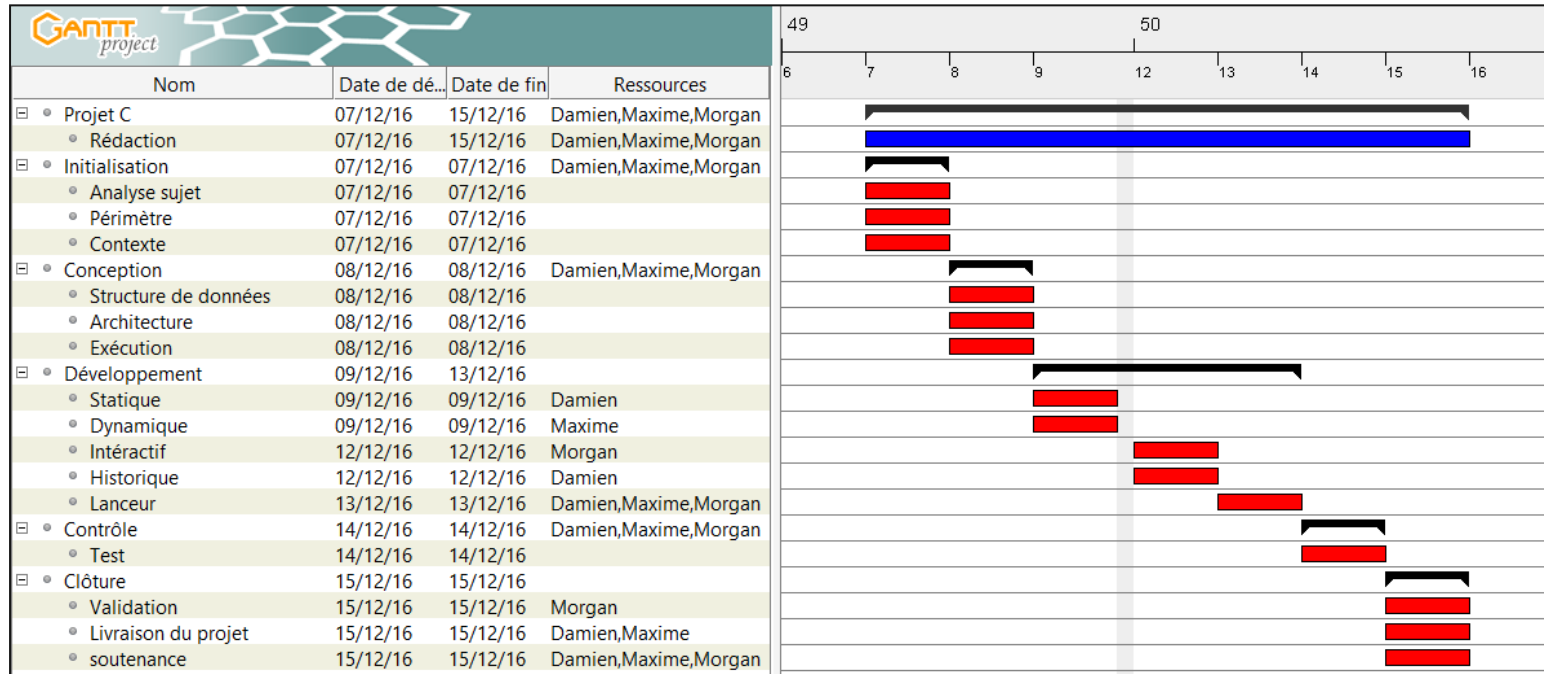 GANTT
project
49 50
6 7 8 9 12 13 14 15 16
Nom Date de dé... Date de fin Ressources
Projet C 07/12/16 15/12/16 Damien,Maxime,Morgan
Rédaction 07/12/16 15/12/16 Damien,Maxime,Morgan
Initialisation 07/12/16 07/12/16 Damien,Maxime,Morgan
Analyse sujet 07/12/16 07/12/16
Périmètre 07/12/16 07/12/16
Contexte 07/12/16 07/12/16
Conception 08/12/16 08/12/16 Damien,Maxime,Morgan
Structure de données 08/12/16 08/12/16
Architecture 08/12/16 08/12/16
Exécution 08/12/16 08/12/16
Développement 09/12/16 13/12/16
Statique 09/12/16 09/12/16 Damien
Dynamique 09/12/16 09/12/16 Maxime
Intéractif 12/12/16 12/12/16 Morgan
Historique 12/12/16 12/12/16 Damien
Lanceur 13/12/16 13/12/16 Damien,Maxime,Morgan
Contrôle 14/12/16 14/12/16 Damien,Maxime,Morgan
Test 14/12/16 14/12/16
Clôture 15/12/16 15/12/16
Validation 15/12/16 15/12/16 Morgan
Livraison du projet 15/12/16 15/12/16 Damien,Maxime
soutenance 15/12/16 15/12/16 Damien,Maxime,Morgan